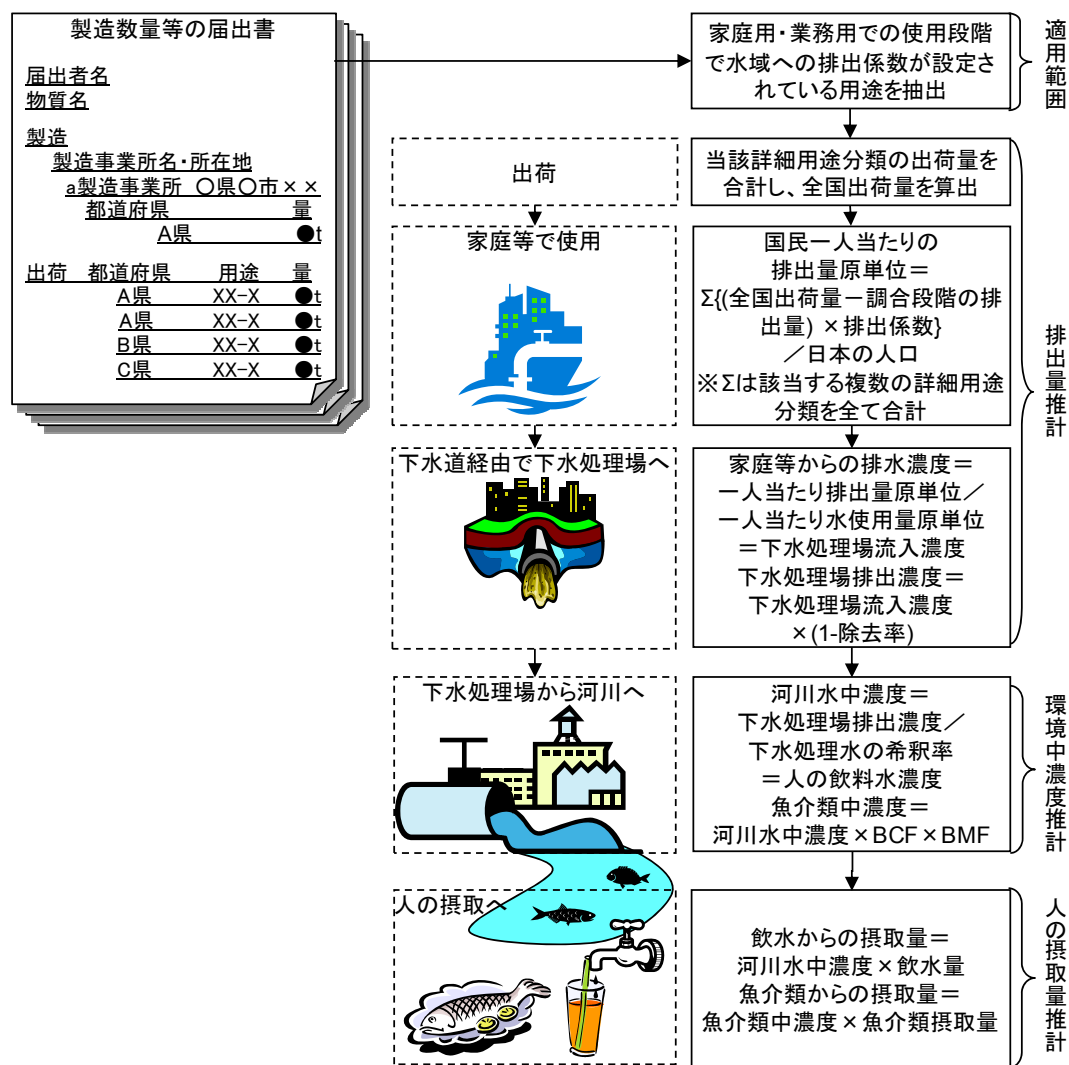 製造数量等の届出書
届出者名
物質名
製造
製造事業所名・所在地
a製造事業所 〇県〇市××
都道府県 量
A県 ●t
出荷 都道府県 用途 量
A県 XX-X ●t
A県 XX-X ●t
B県 XX-X ●t
C県 XX-X ●t
家庭用・業務用での使用段階
で水域への排出係数が設定さ
れている用途を抽出
適用範囲
出荷
当該詳細用途分類の出荷量を
合計し、全国出荷量を算出
家庭等で使用
国民一人当たりの
排出量原単位＝
Σ{(全国出荷量－調合段階の排
出量) ×排出係数}
／日本の人口
※Σは該当する複数の詳細用途
分類を全て合計
排出量推計
下水道経由で下水処理場へ
家庭等からの排水濃度＝
一人当たり排出量原単位／
一人当たり水使用量原単位
＝下水処理場流入濃度
下水処理場排出濃度＝
下水処理場流入濃度
×(1-除去率)
下水処理場から河川へ
河川水中濃度＝
下水処理場排出濃度／
下水処理水の希釈率
＝人の飲料水濃度
魚介類中濃度＝
河川水中濃度×BCF×BMF
環境中濃度推計
人の摂取へ
飲水からの摂取量＝
河川水中濃度×飲水量
魚介類からの摂取量＝
魚介類中濃度×魚介類摂取量
人の摂取量推計